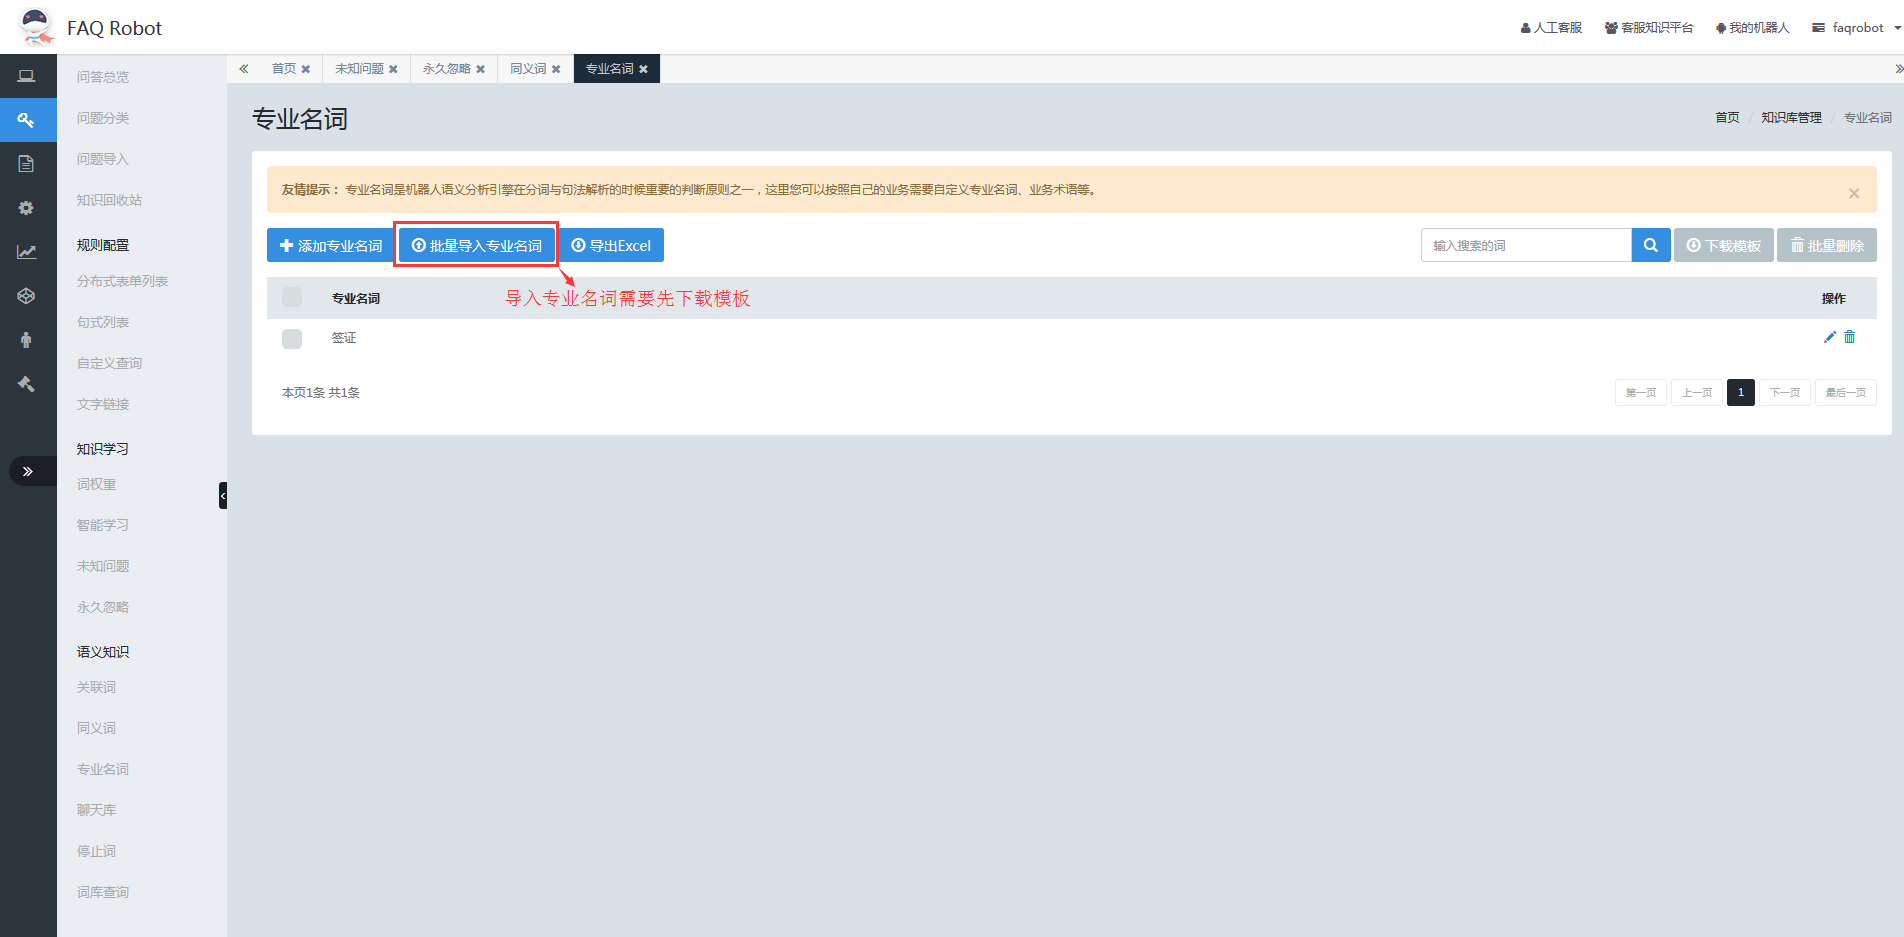 FAQ Robot
人工客服 客服知识平台 我的机器人 faqrobot
首页 未知问题 永久忽略 同义词 专业名词
问答总览
问题分类
问题导入
知识回收站
规则配置
分布式表单列表
句式列表
自定义查询
文字链接
知识学习
词权重
智能学习
未知问题
永久忽略
语义知识
关联词
同义词
专业名词
聊天库
停止词
词库查询
专业名词
首页 / 知识库管理 / 专业名词
友情提示： 专业名词是机器人语义分析引擎在分词与句法解析的时候重要的判断原则之一，这里您可以按照自己的业务需要自定义专业名词、业务术语等。 ×
添加专业名词 批量导入专业名词 导出Excel 输入搜索的词 下载模板 批量删除
专业名词 导入专业名词需要先下载模板 操作
签证
本页1条 共1条 第一页 上一页 1 下一页 最后一页